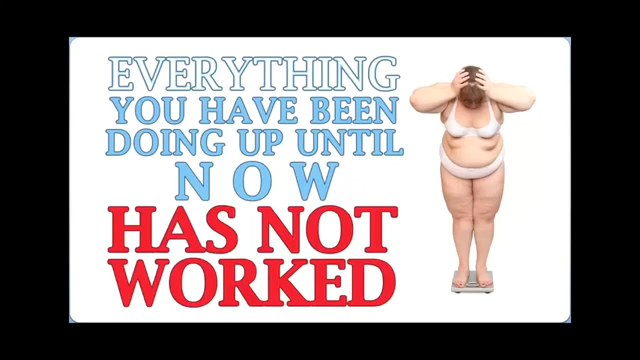 EVERYTHING
YOU HAVE BEEN
DOING UP UNTIL
NOW
HAS NOT
WORKED